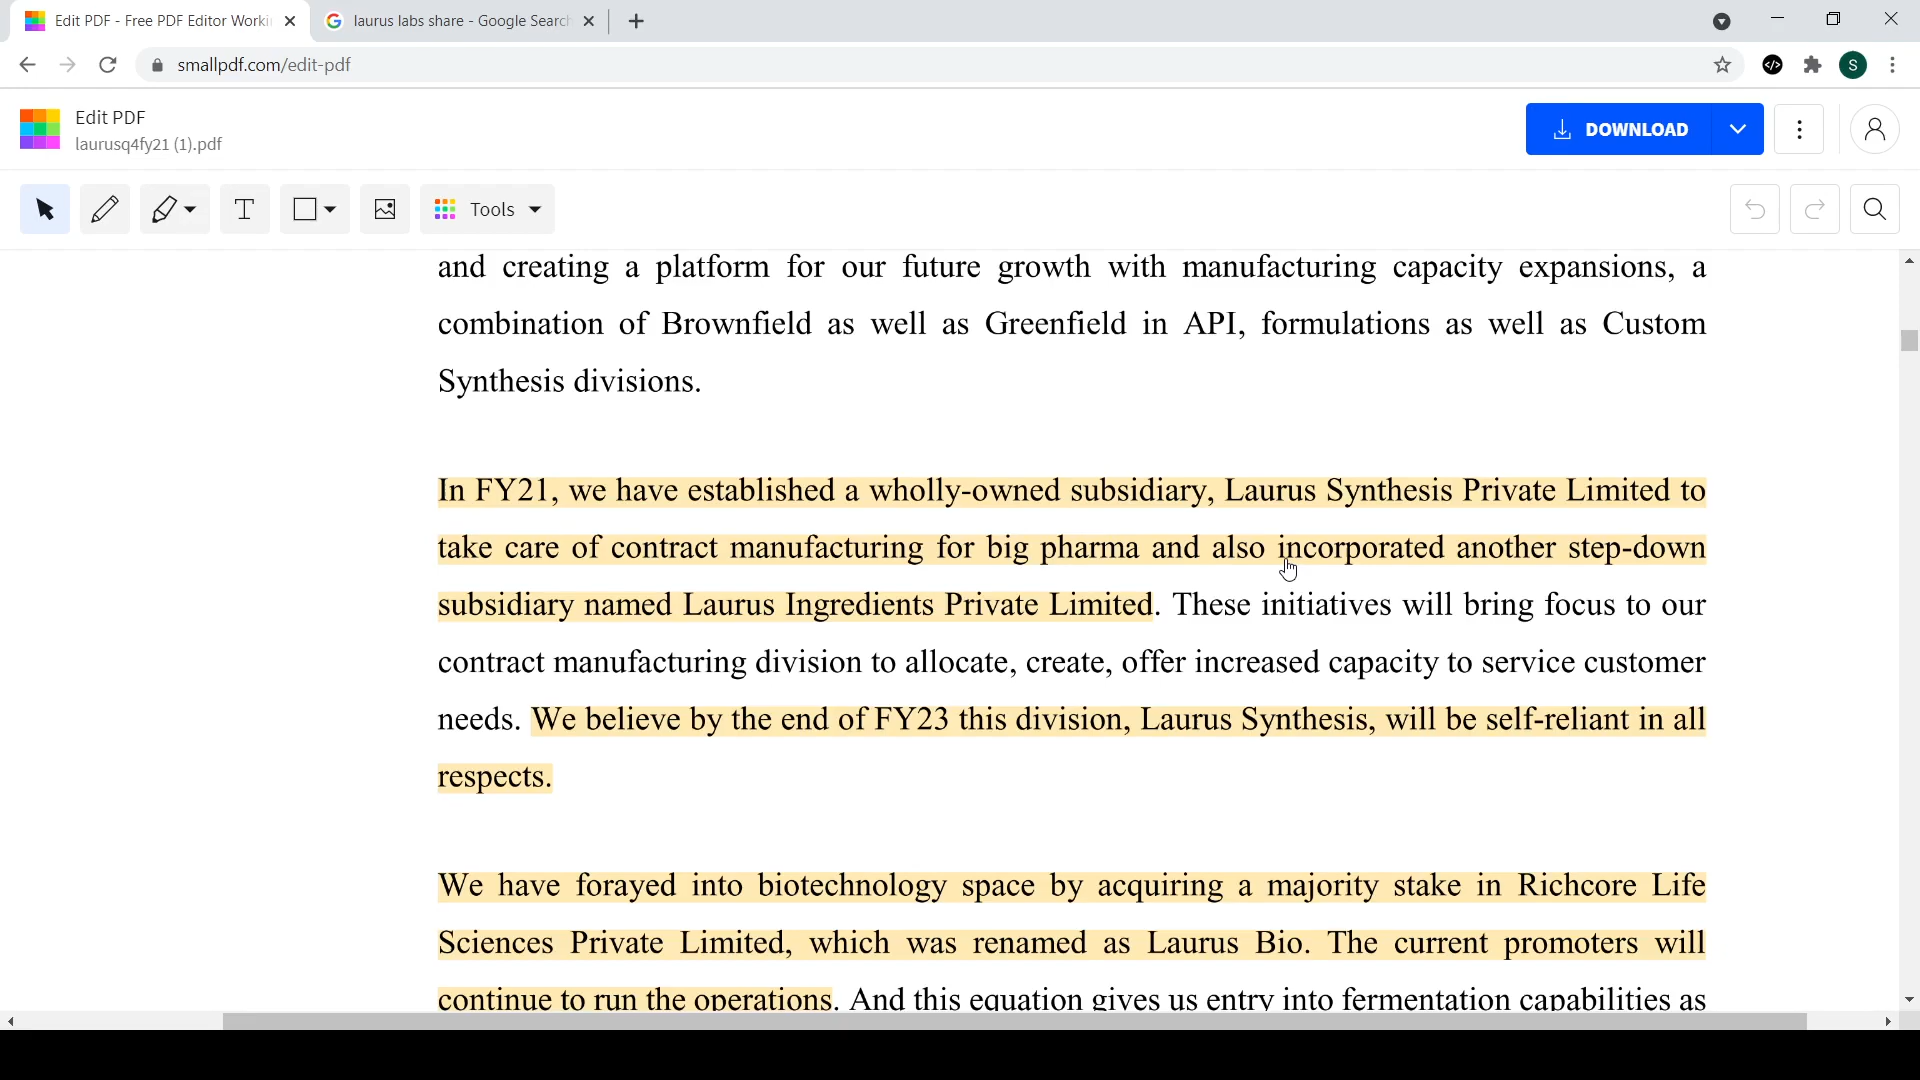 Edit PDF - Free PDF Editor Worki
laurus labs share - Google Search
smallpdf.com/edit-pdf
S
Edit PDF
laurusq4fy21 (1).pdf
DOWNLOAD
T
Tools
and creating a platform for our future growth with manufacturing capacity expansions, a
combination of Brownfield as well as Greenfield in API, formulations as well as Custom
Synthesis divisions.
In FY21, we have established a wholly-owned subsidiary, Laurus Synthesis Private Limited to
take care of contract manufacturing for big pharma and also incorporated another step-down
subsidiary named Laurus Ingredients Private Limited. These initiatives will bring focus to our
contract manufacturing division to allocate, create, offer increased capacity to service customer
needs. We believe by the end of FY23 this division, Laurus Synthesis, will be self-reliant in all
respects.
We have forayed into biotechnology space by acquiring a majority stake in Richcore Life
Sciences Private Limited, which was renamed as Laurus Bio. The current promoters will
continue to run the operations. And this equation gives us entry into fermentation capabilities as